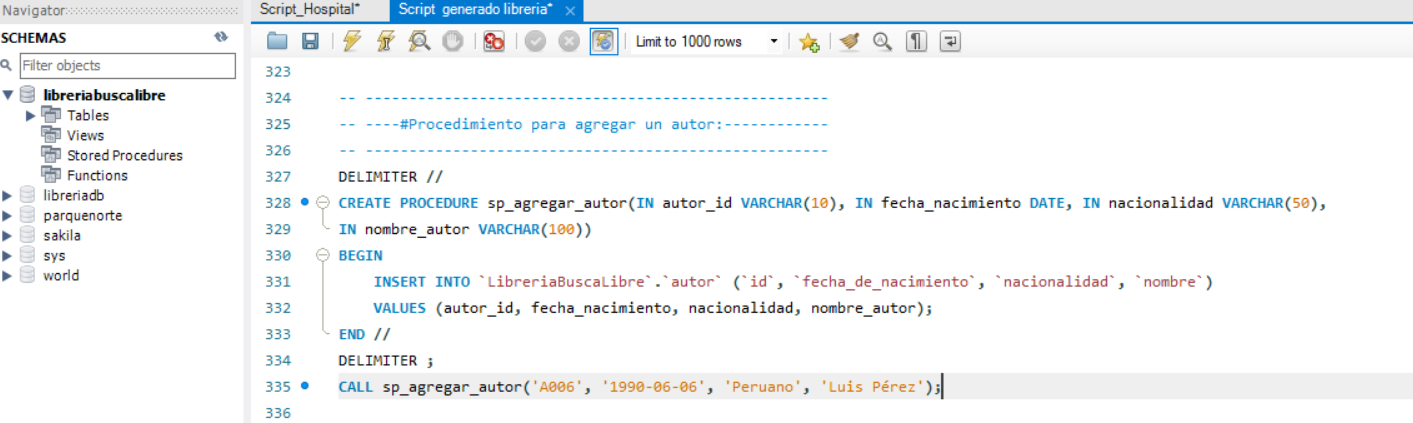 Navigator
Script_Hospital*
Script generado libreria*
SCHEMAS
Limit to 1000 rows
Filter objects
libreriabuscalibre
Tables
Views
Stored Procedures
Functions
libreriadb
parquenorte
sakila
sys
world
323
324 -- -----------------------------------------------------
325 -- ----#Procedimiento para agregar un autor:------------
326 -- -----------------------------------------------------
327 DELIMITER //
328 CREATE PROCEDURE sp_agregar_autor(IN autor_id VARCHAR(10), IN fecha_nacimiento DATE, IN nacionalidad VARCHAR(50),
329 IN nombre_autor VARCHAR(100))
330 BEGIN
331 INSERT INTO `LibreriaBuscaLibre`.`autor` (`id`, `fecha_de_nacimiento`, `nacionalidad`, `nombre`)
332 VALUES (autor_id, fecha_nacimiento, nacionalidad, nombre_autor);
333 END //
334 DELIMITER ;
335 CALL sp_agregar_autor('A006', '1990-06-06', 'Peruano', 'Luis Pérez');
336